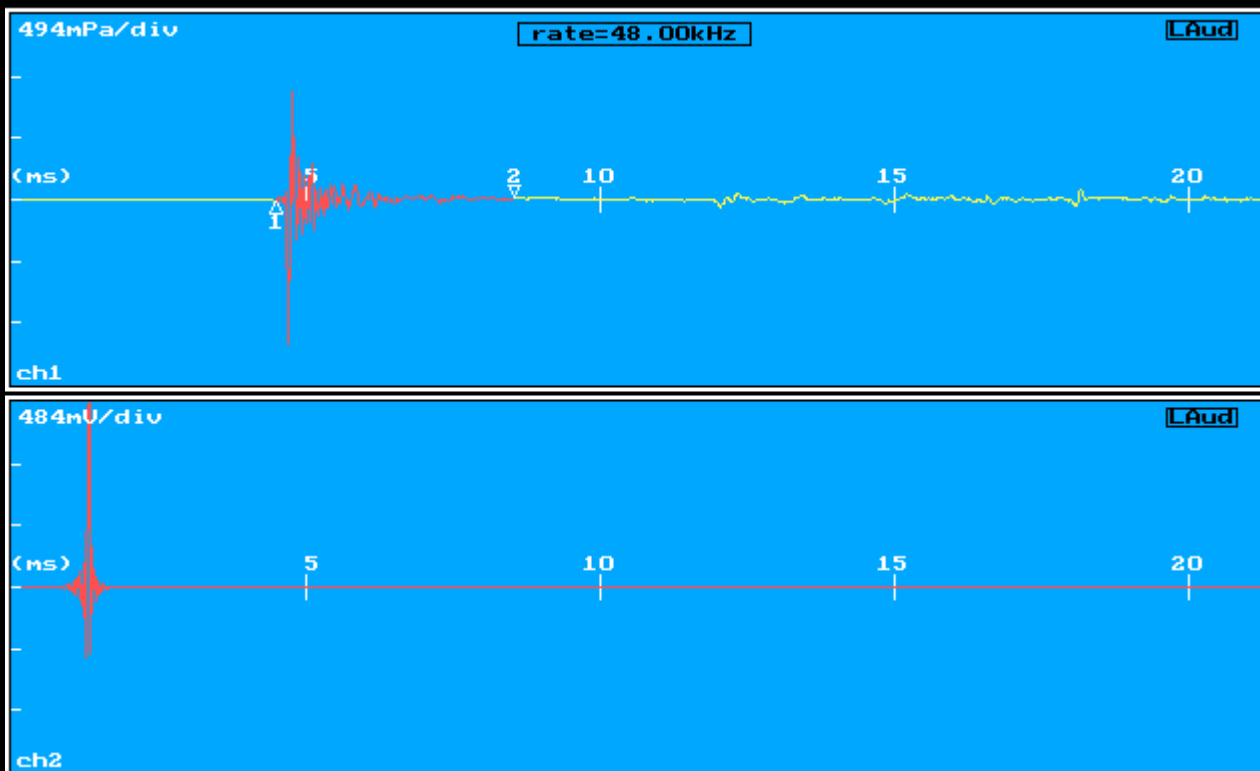 494mPa/div rate=48.00kHz LAud
(ms) 5 2 10 15 20
1
ch1
484mV/div LAud
(ms) 5 10 15 20
ch2